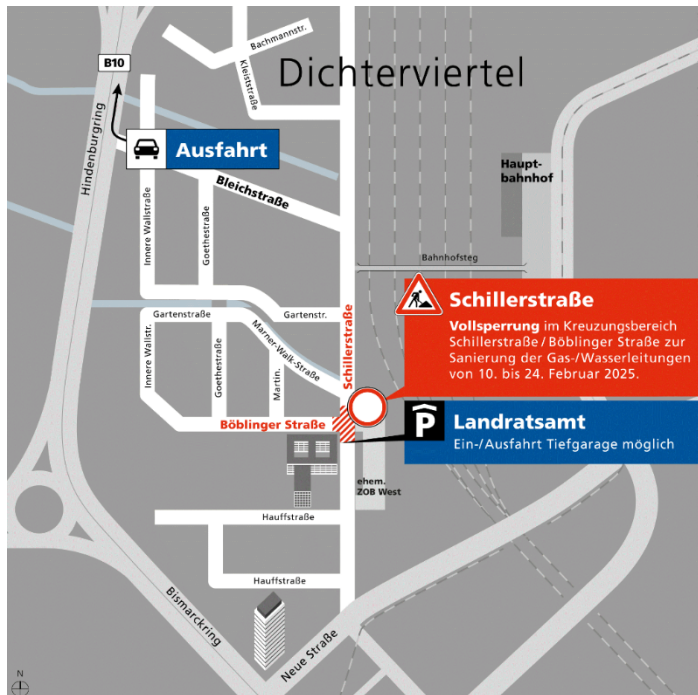 Bachmannstr.
Kleiststraße
Dichterviertel
B10
Hindenburgring
Ausfahrt
Haupt-
bahnhof
Bleichstraße
Innere Wallstraße
Goethestraße
Bahnhofsteg
Schillerstraße
Vollsperrung im Kreuzungsbereich
Schillerstraße/Böblinger Straße zur
Sanierung der Gas-/Wasserleitungen
von 10. bis 24. Februar 2025.
Gartenstraße
Gartenstr.
Schillerstraße
Marner-Walk-Straße
Innere Wallstr.
Goethestraße
Martin.
Böblinger Straße
P
Landratsamt
Ein-/Ausfahrt Tiefgarage möglich
ehem.
ZOB West
Hauffstraße
Hauffstraße
Bismarckring
Neue Straße
N